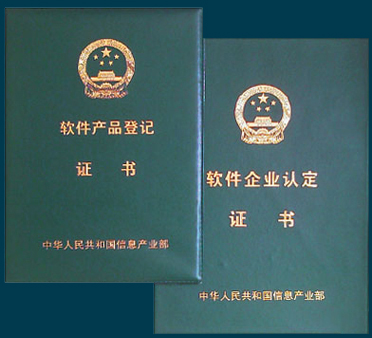 软件产品登记
证 书
中华人民共和国信息产业部
软件企业认定
证 书
中华人民共和国信息产业部